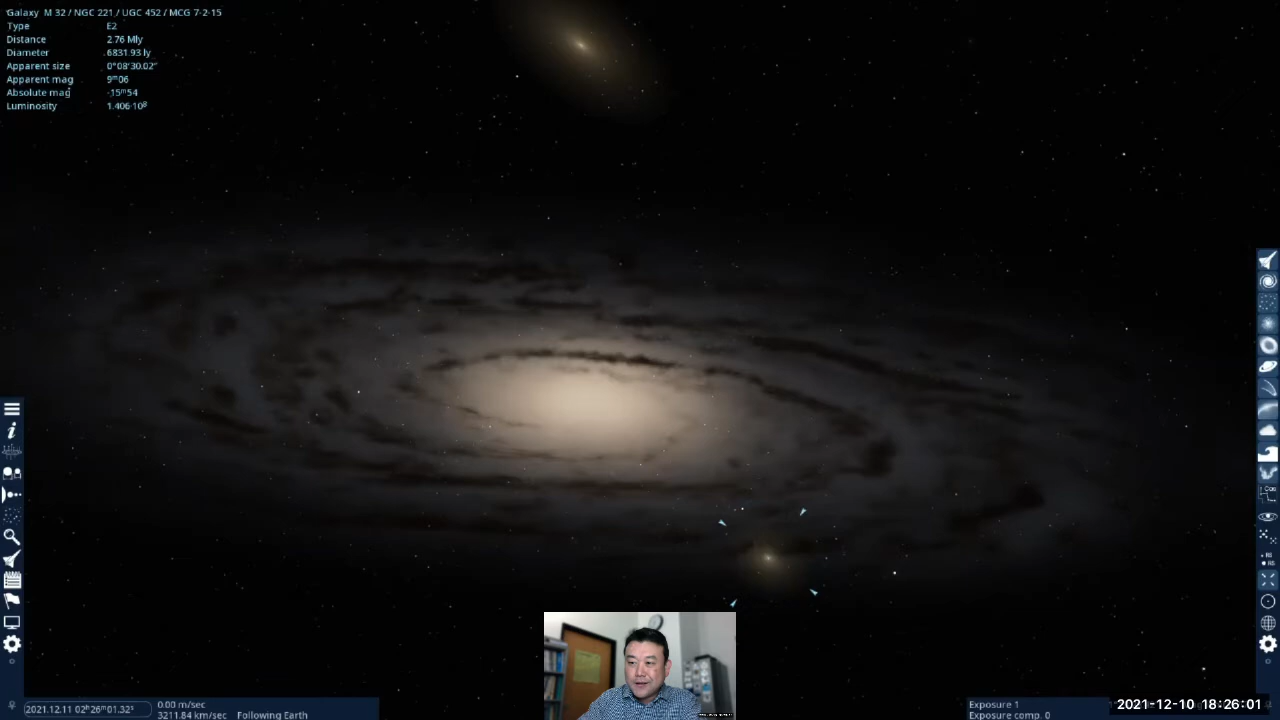 Galaxy M 32 / NGC 221 / UGC 452 / MCG 7-2-15
Type E2
Distance 2.76 Mly
Diameter 6831.93 ly
Apparent size 0°08'30.02"
Apparent mag 9ᵐ06
Absolute mag -15ᵐ54
Luminosity 1.406·10⁸
2021.12.11 02ʰ26ᵐ01.32ˢ
0.00 m/sec
3211.84 km/sec Following Earth
Exposure 1
Exposure comp. 0
2021-12-10 18:26:01